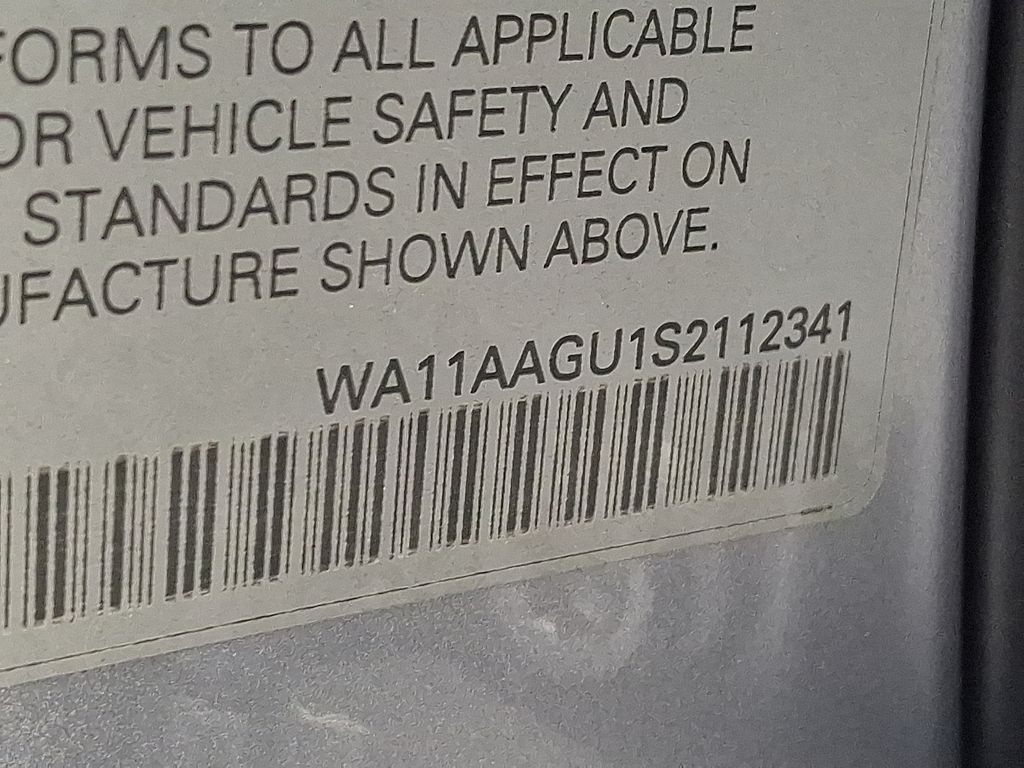 FORMS TO ALL APPLICABLE
OR VEHICLE SAFETY AND
STANDARDS IN EFFECT ON
UFACTURE SHOWN ABOVE.
WA11AAGU1S2112341